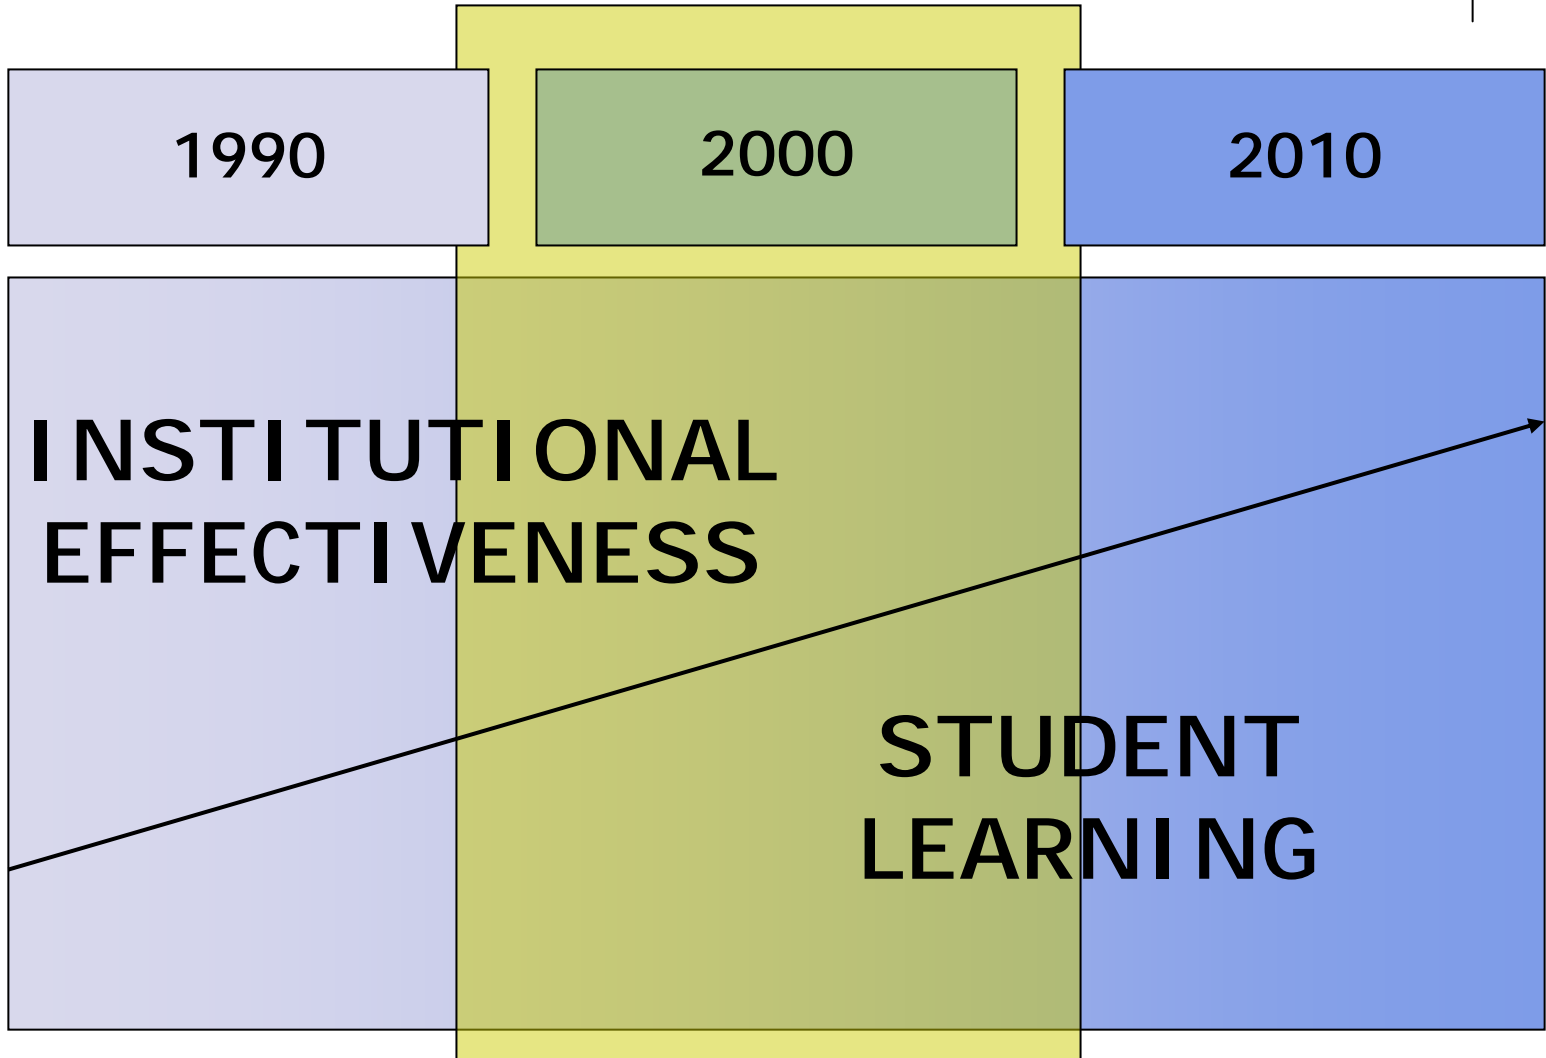 1990
2000
2010
INSTITUTIONAL
EFFECTIVENESS
STUDENT
LEARNING